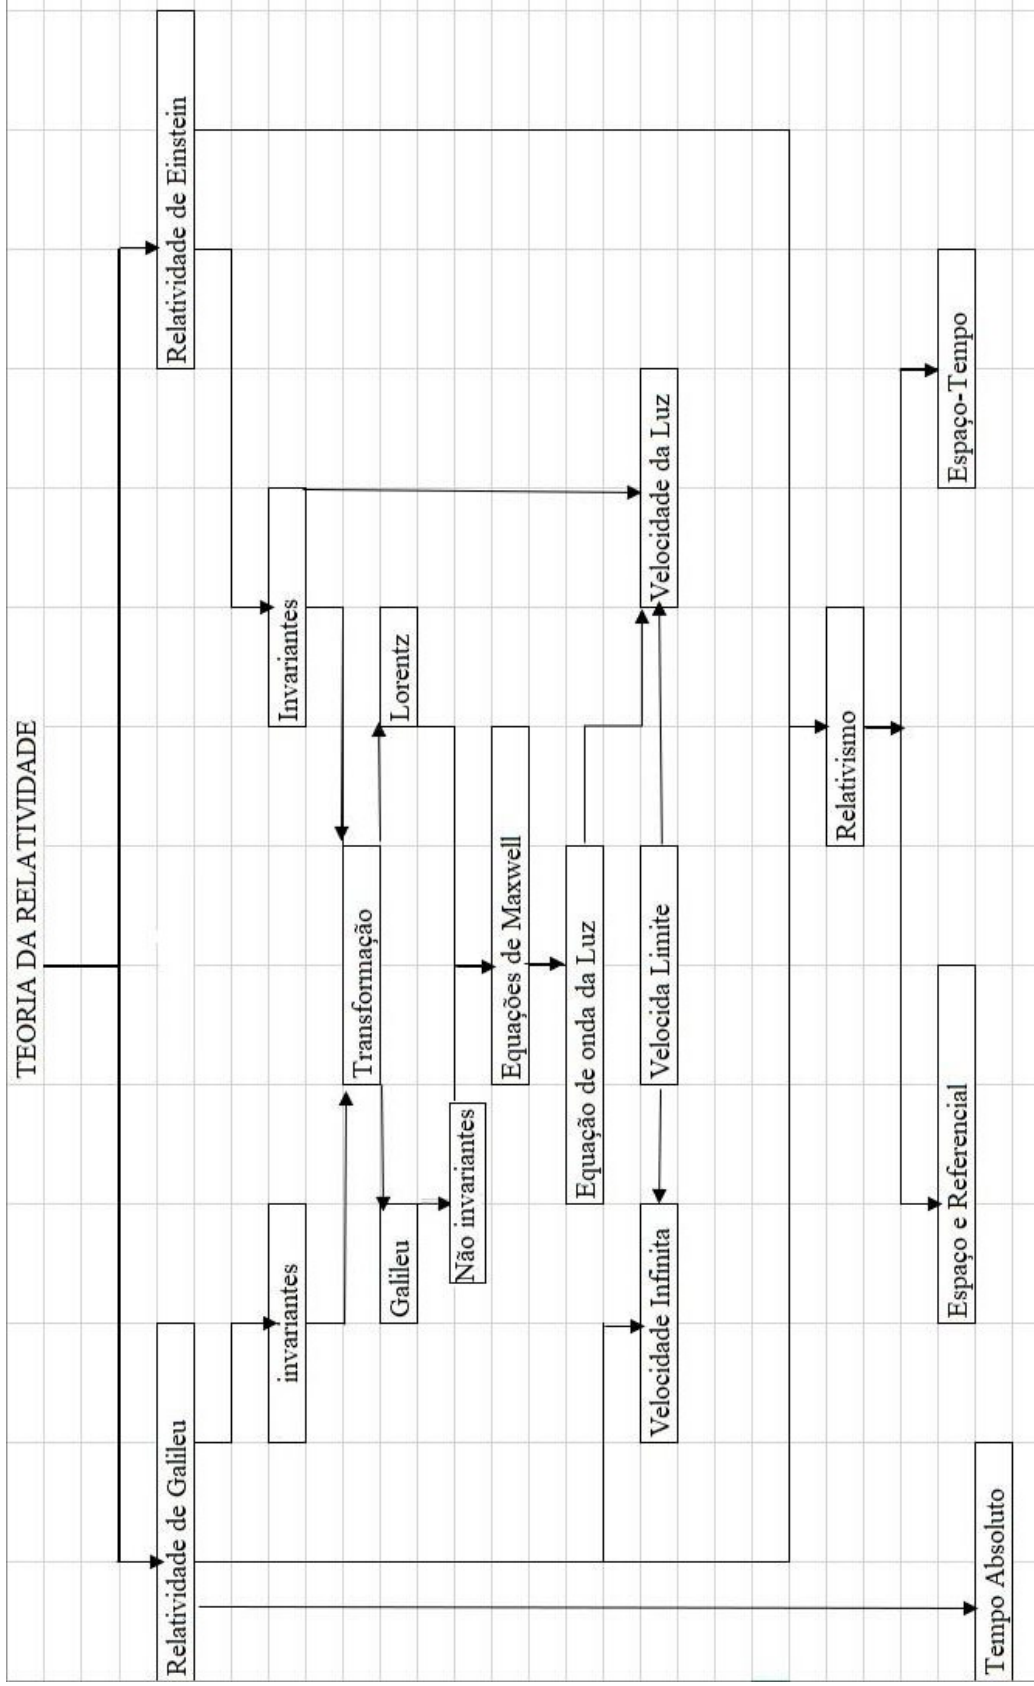 TEORIA DA RELATIVIDADE
Relatividade de Galileu
Relatividade de Einstein
invariantes
Invariantes
Transformação
Galileu
Lorentz
Não invariantes
Equações de Maxwell
Equação de onda da Luz
Velocidade Infinita
Velocida Limite
Velocidade da Luz
Relativismo
Espaço e Referencial
Espaço-Tempo
Tempo Absoluto